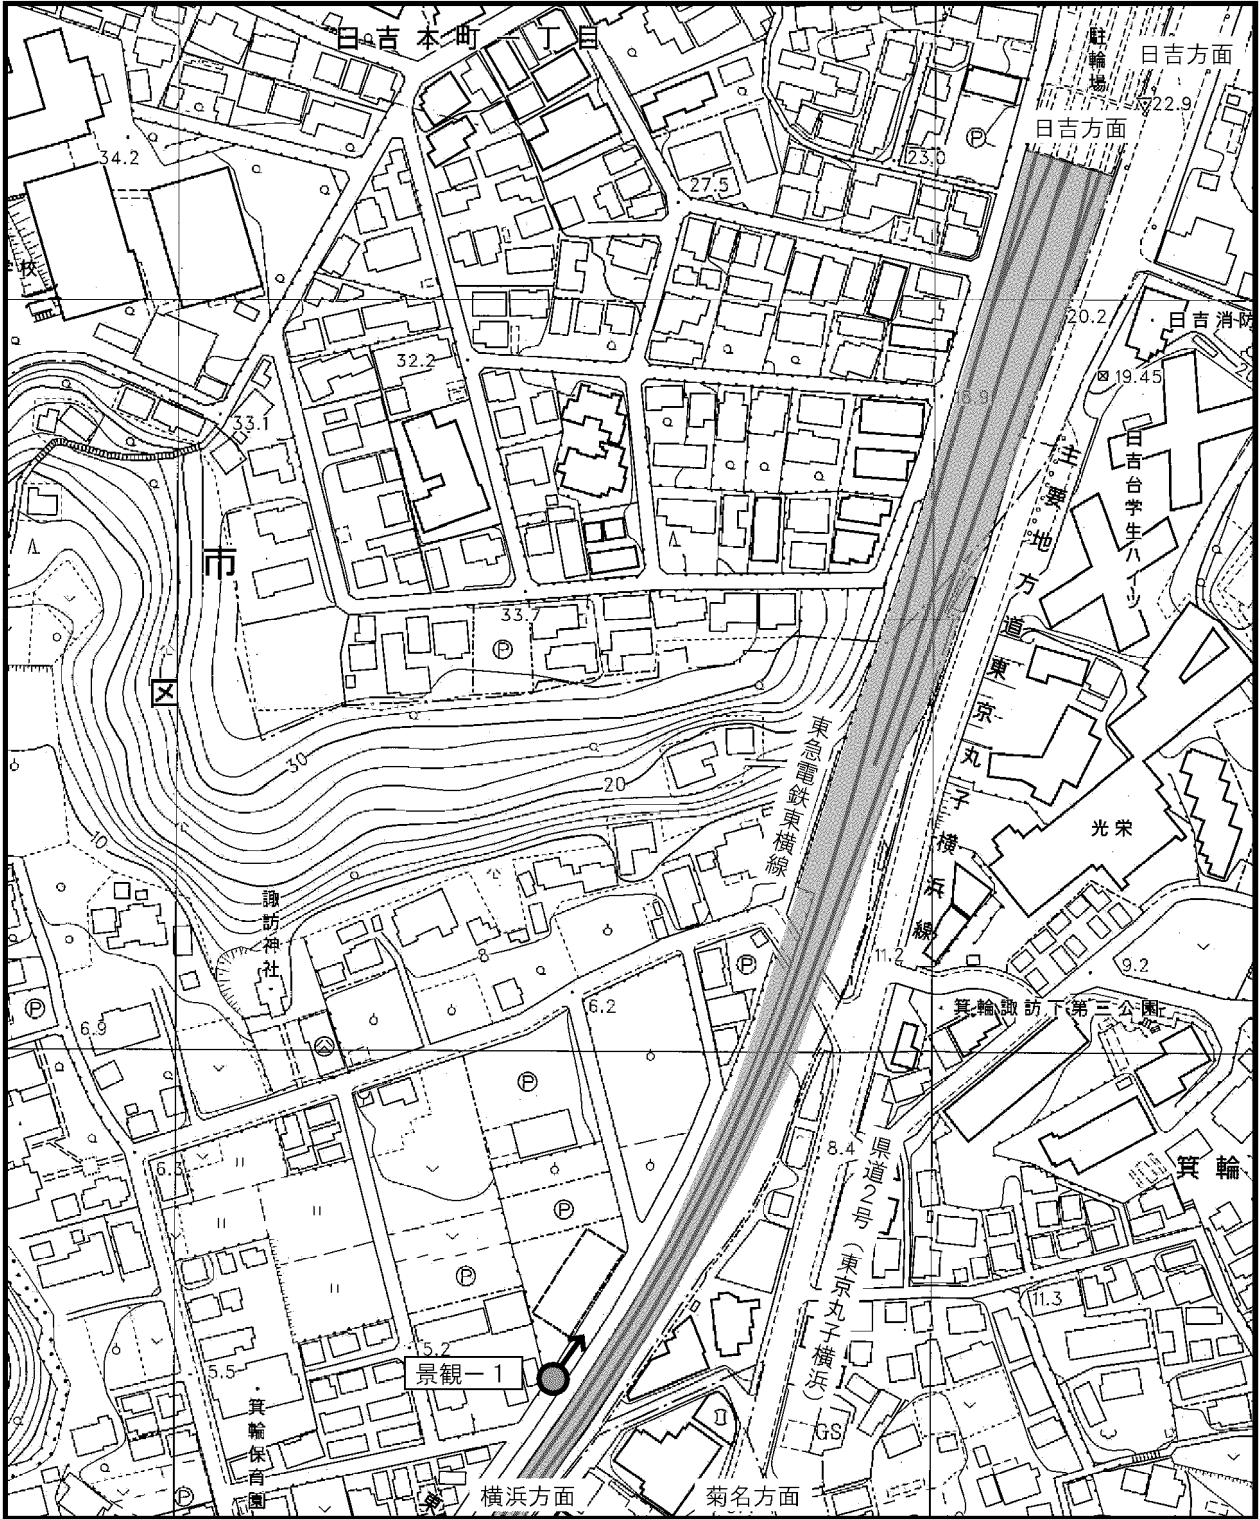 日吉本町一丁目
駐輪場
日吉方面
22.9
日吉方面
34.2
23.0
27.5
学校
20.2
日吉消防
32.2
19.45
15.9
33.1
主要地方道東京丸子横浜線
日吉台学生ハイツ
市
33.7
区
30
20
東急電鉄東横線
10
光栄
諏訪神社
8
11.2
9.2
6.2
箕輪諏訪下第三公園
6.9
6.3
8.4
県道2号(東京丸子横浜)
箕輪
11.3
5.2
景観－1
5.5
箕輪保育園
GS
東
横浜方面
菊名方面